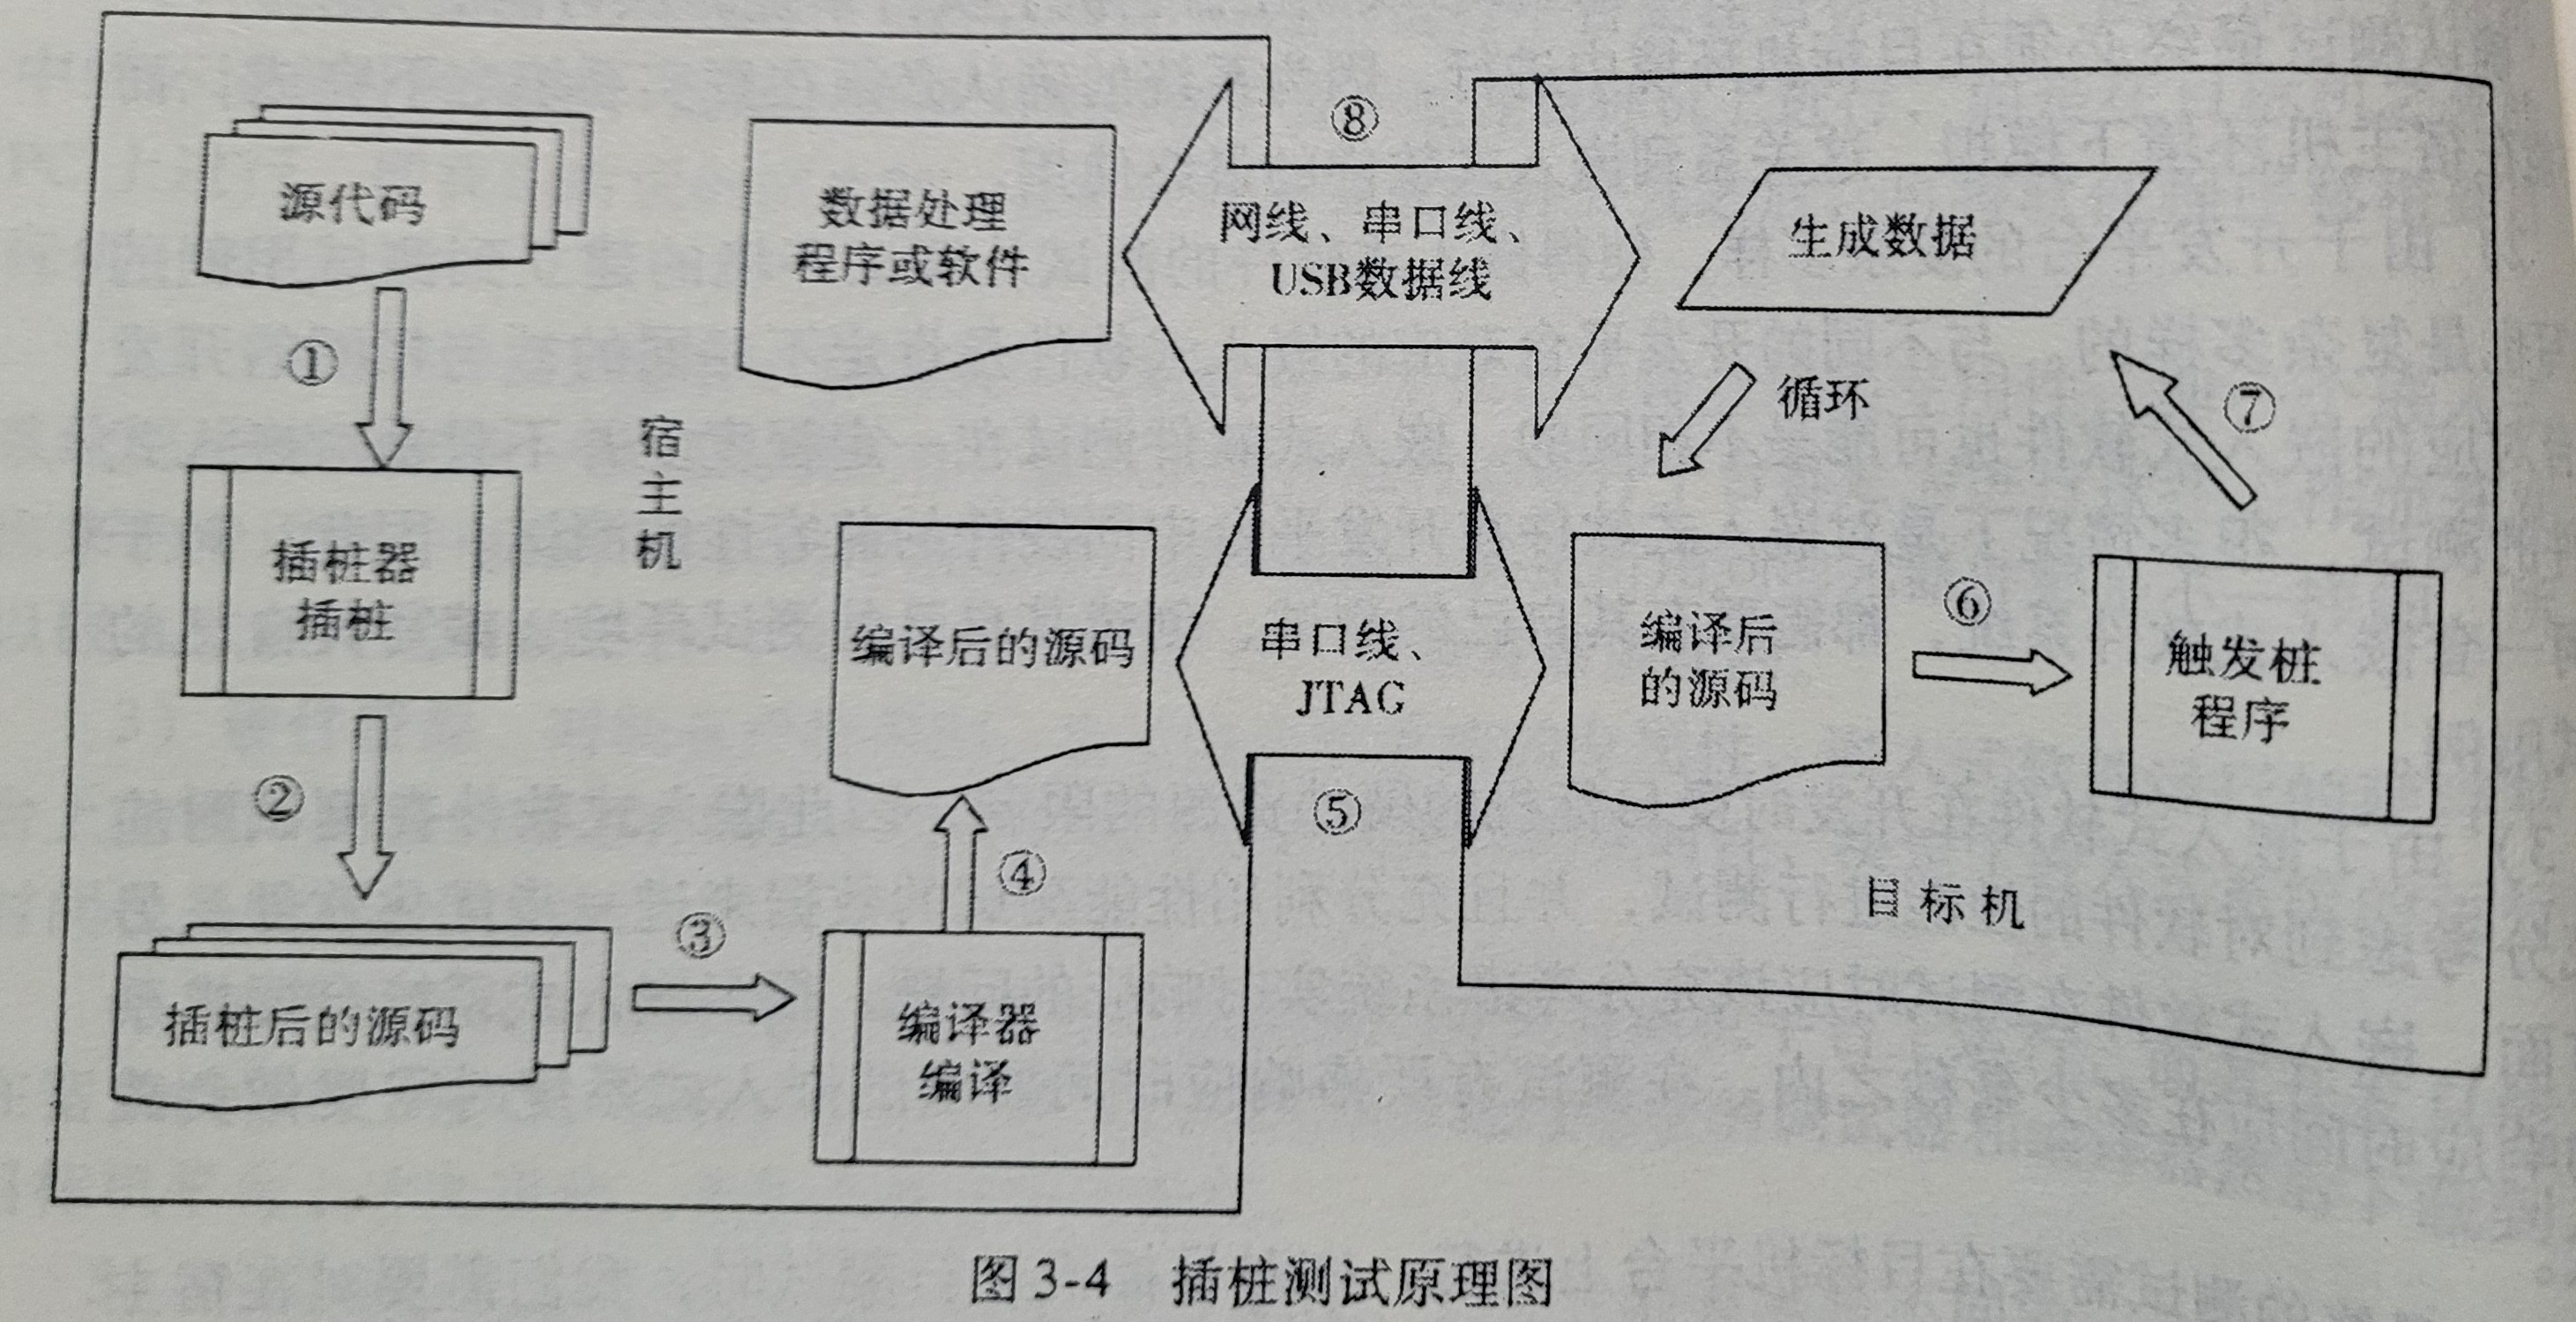 源代码
①
插桩器
插桩
②
插桩后的源码
③
编译器
编译
④
编译后的源码
宿
主
机
数据处理
程序或软件
⑧
网线、串口线、
USB数据线
串口线、
JTAG
⑤
生成数据
循环
⑦
编译后
的源码
⑥
触发桩
程序
目标机
图3-4 插桩测试原理图